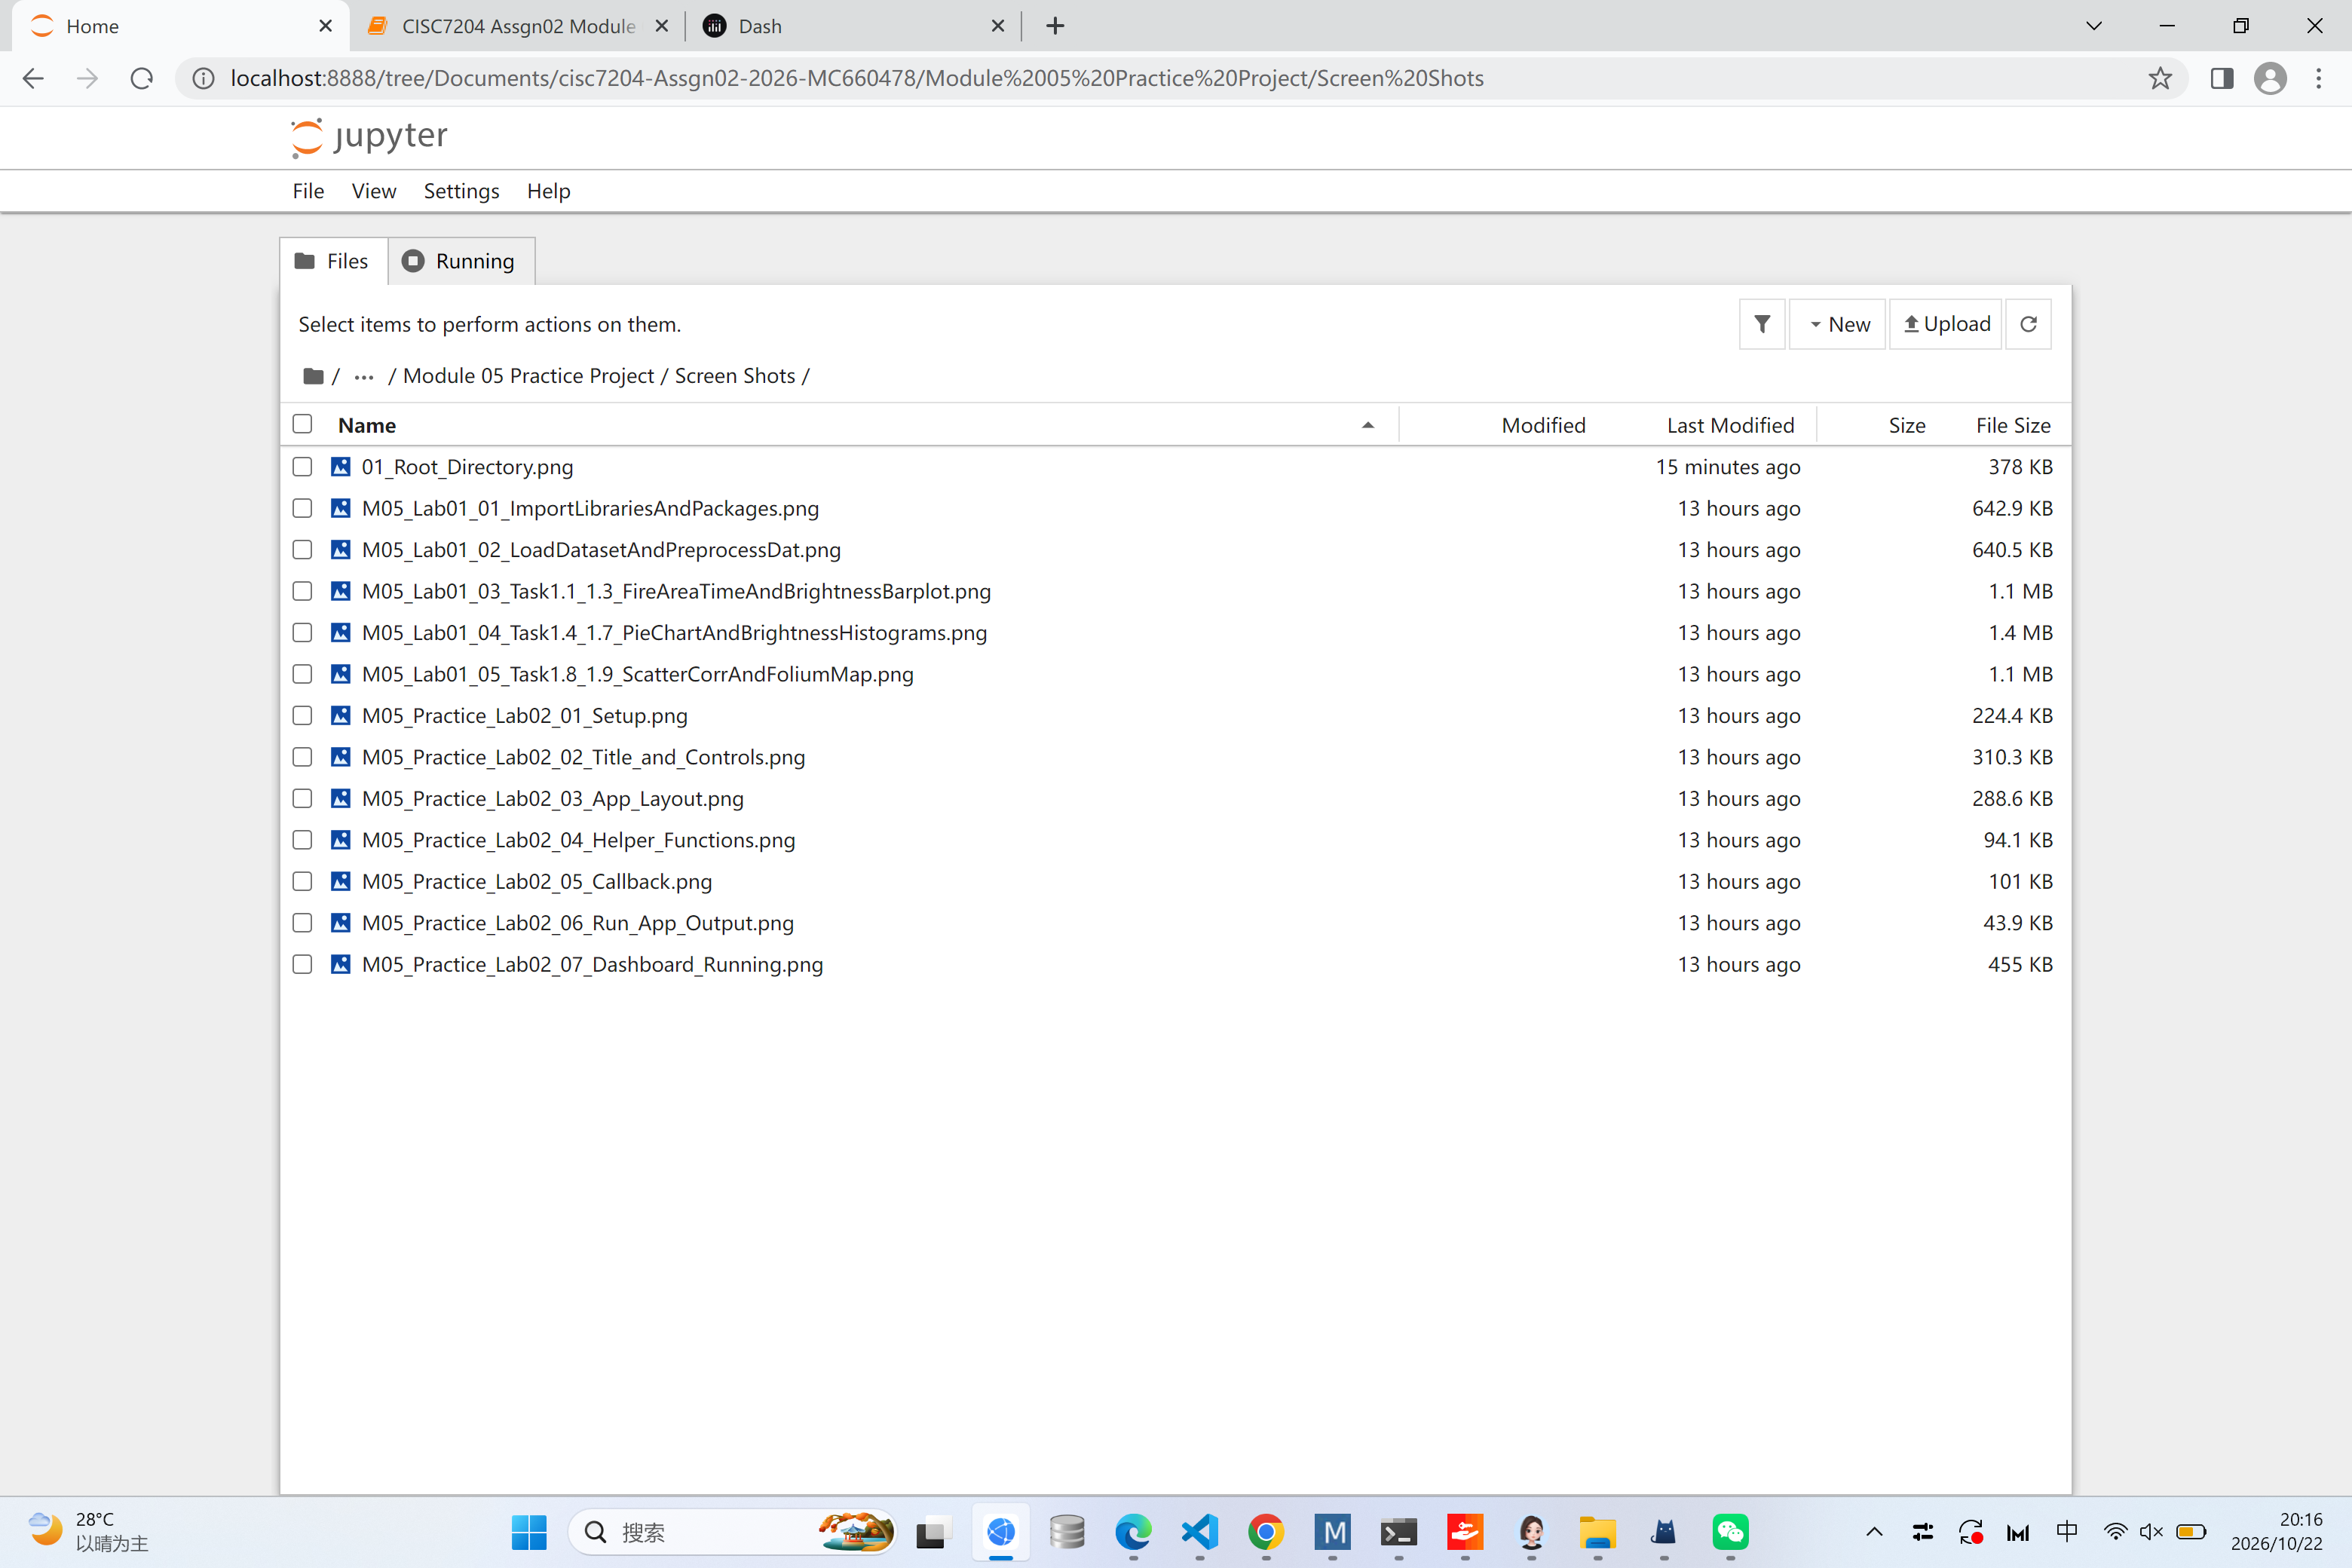 Home
CISC7204 Assgn02 Module
Dash
localhost:8888/tree/Documents/cisc7204-Assgn02-2026-MC660478/Module%2005%20Practice%20Project/Screen%20Shots
jupyter
File View Settings Help
Files Running
Select items to perform actions on them.
New Upload
/ ... / Module 05 Practice Project / Screen Shots /
Name Modified Last Modified Size File Size
01_Root_Directory.png 15 minutes ago 378 KB
M05_Lab01_01_ImportLibrariesAndPackages.png 13 hours ago 642.9 KB
M05_Lab01_02_LoadDatasetAndPreprocessDat.png 13 hours ago 640.5 KB
M05_Lab01_03_Task1.1_1.3_FireAreaTimeAndBrightnessBarplot.png 13 hours ago 1.1 MB
M05_Lab01_04_Task1.4_1.7_PieChartAndBrightnessHistograms.png 13 hours ago 1.4 MB
M05_Lab01_05_Task1.8_1.9_ScatterCorrAndFoliumMap.png 13 hours ago 1.1 MB
M05_Practice_Lab02_01_Setup.png 13 hours ago 224.4 KB
M05_Practice_Lab02_02_Title_and_Controls.png 13 hours ago 310.3 KB
M05_Practice_Lab02_03_App_Layout.png 13 hours ago 288.6 KB
M05_Practice_Lab02_04_Helper_Functions.png 13 hours ago 94.1 KB
M05_Practice_Lab02_05_Callback.png 13 hours ago 101 KB
M05_Practice_Lab02_06_Run_App_Output.png 13 hours ago 43.9 KB
M05_Practice_Lab02_07_Dashboard_Running.png 13 hours ago 455 KB
28°C
以晴为主
搜索
M
中
20:16
2026/10/22